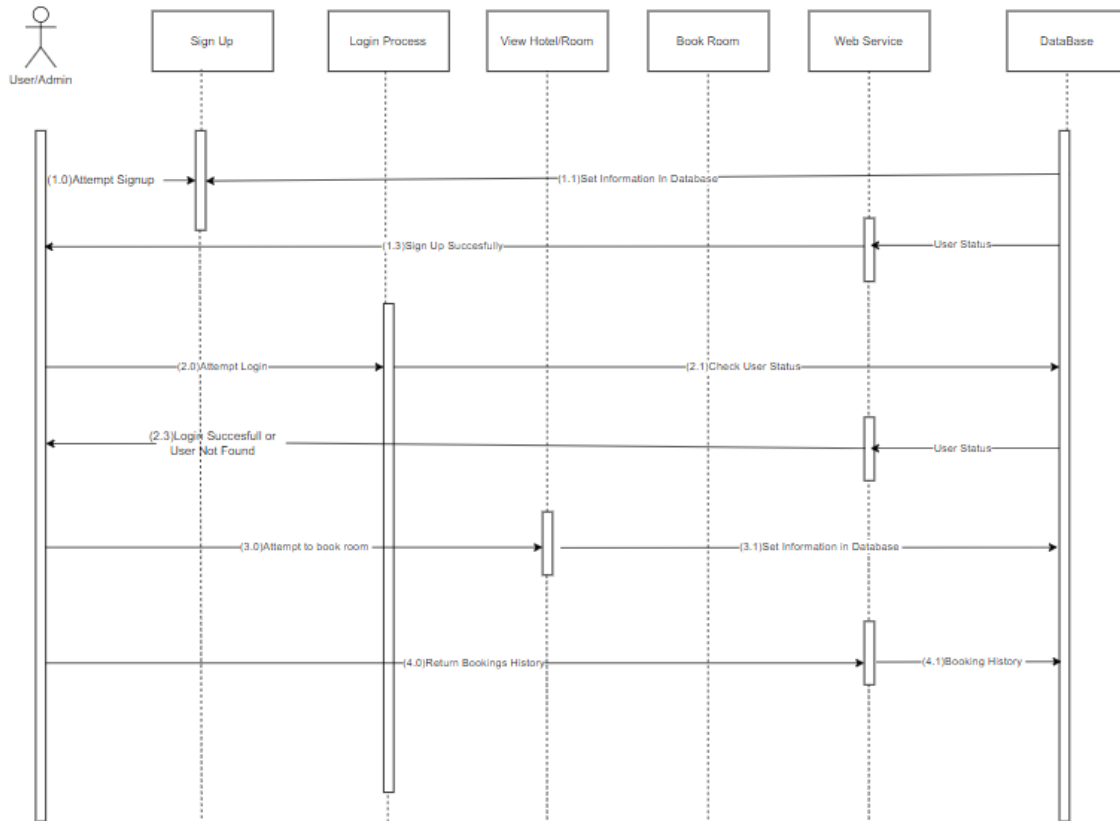 Sign Up
Login Process
View Hotel/Room
Book Room
Web Service
DataBase
User/Admin
(1.0)Attempt Signup
(1.1)Set Information In Database
(1.3)Sign Up Succesfully
User Status
(2.0)Attempt Login
(2.1)Check User Status
(2.3)Login Succesfull or
User Not Found
User Status
(3.0)Attempt to book room
(3.1)Set Information in Database
(4.0)Return Bookings History
(4.1)Booking History